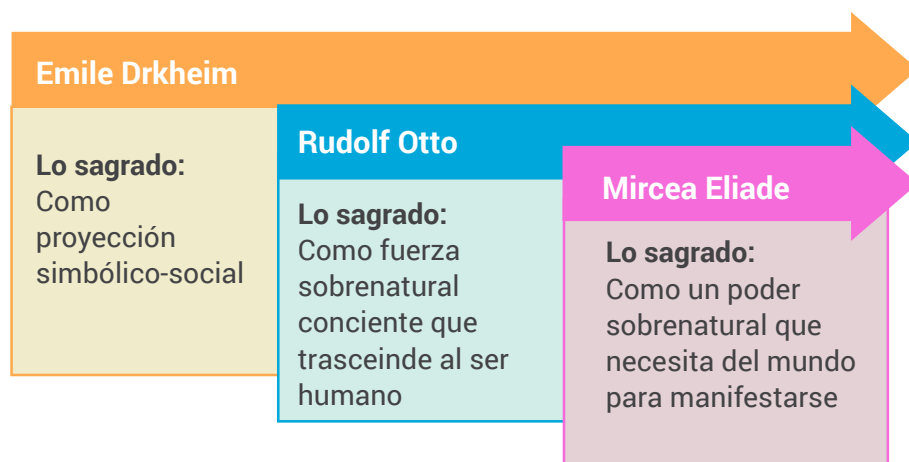 Emile Drkheim
Lo sagrado:
Como
proyección
simbólico-social
Rudolf Otto
Lo sagrado:
Como fuerza
sobrenatural
conciente que
trasceinde al ser
humano
Mircea Eliade
Lo sagrado:
Como un poder
sobrenatural que
necesita del mundo
para manifestarse